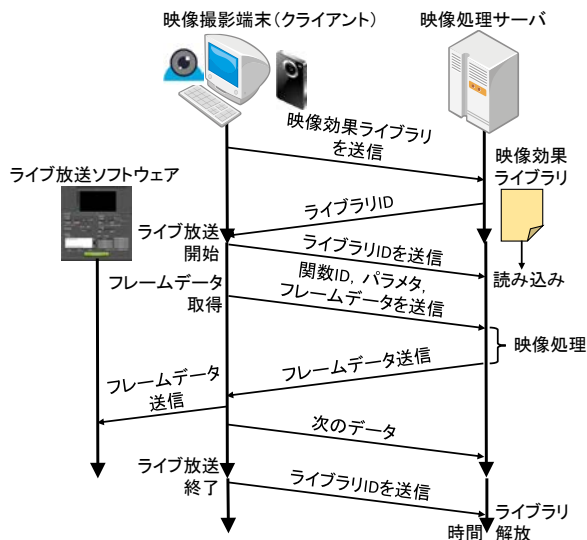 映像撮影端末（クライアント）
映像処理サーバ
映像効果ライブラリ
を送信
映像効果
ライブラリ
ライブ放送ソフトウェア
ライブラリID
ライブ放送
開始
ライブラリIDを送信
読み込み
関数ID, パラメタ,
フレームデータを送信
フレームデータ
取得
映像処理
フレームデータ送信
フレームデータ
送信
次のデータ
ライブ放送
終了
ライブラリIDを送信
ライブラリ
解放
時間